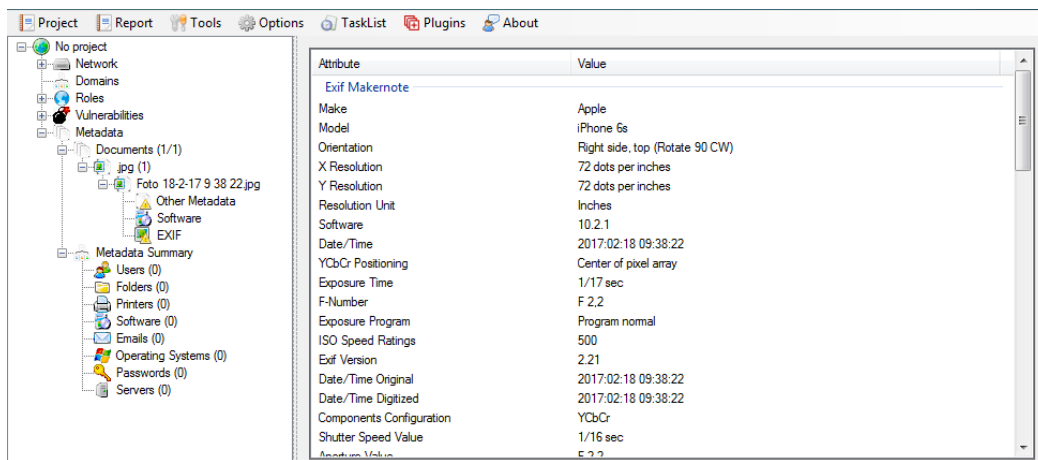 Project Report Tools Options TaskList Plugins About
No project
Network
Domains
Roles
Vulnerabilities
Metadata
Documents (1/1)
.jpg (1)
Foto 18-2-17 9 38 22.jpg
Other Metadata
Software
EXIF
Metadata Summary
Users (0)
Folders (0)
Printers (0)
Software (0)
Emails (0)
Operating Systems (0)
Passwords (0)
Servers (0)
Attribute Value
Exif Makernote
Make Apple
Model iPhone 6s
Orientation Right side, top (Rotate 90 CW)
X Resolution 72 dots per inches
Y Resolution 72 dots per inches
Resolution Unit Inches
Software 10.2.1
Date/Time 2017:02:18 09:38:22
YCbCr Positioning Center of pixel array
Exposure Time 1/17 sec
F-Number F 2,2
Exposure Program Program normal
ISO Speed Ratings 500
Exif Version 2.21
Date/Time Original 2017:02:18 09:38:22
Date/Time Digitized 2017:02:18 09:38:22
Components Configuration YCbCr
Shutter Speed Value 1/16 sec
Aperture Value F 2,2